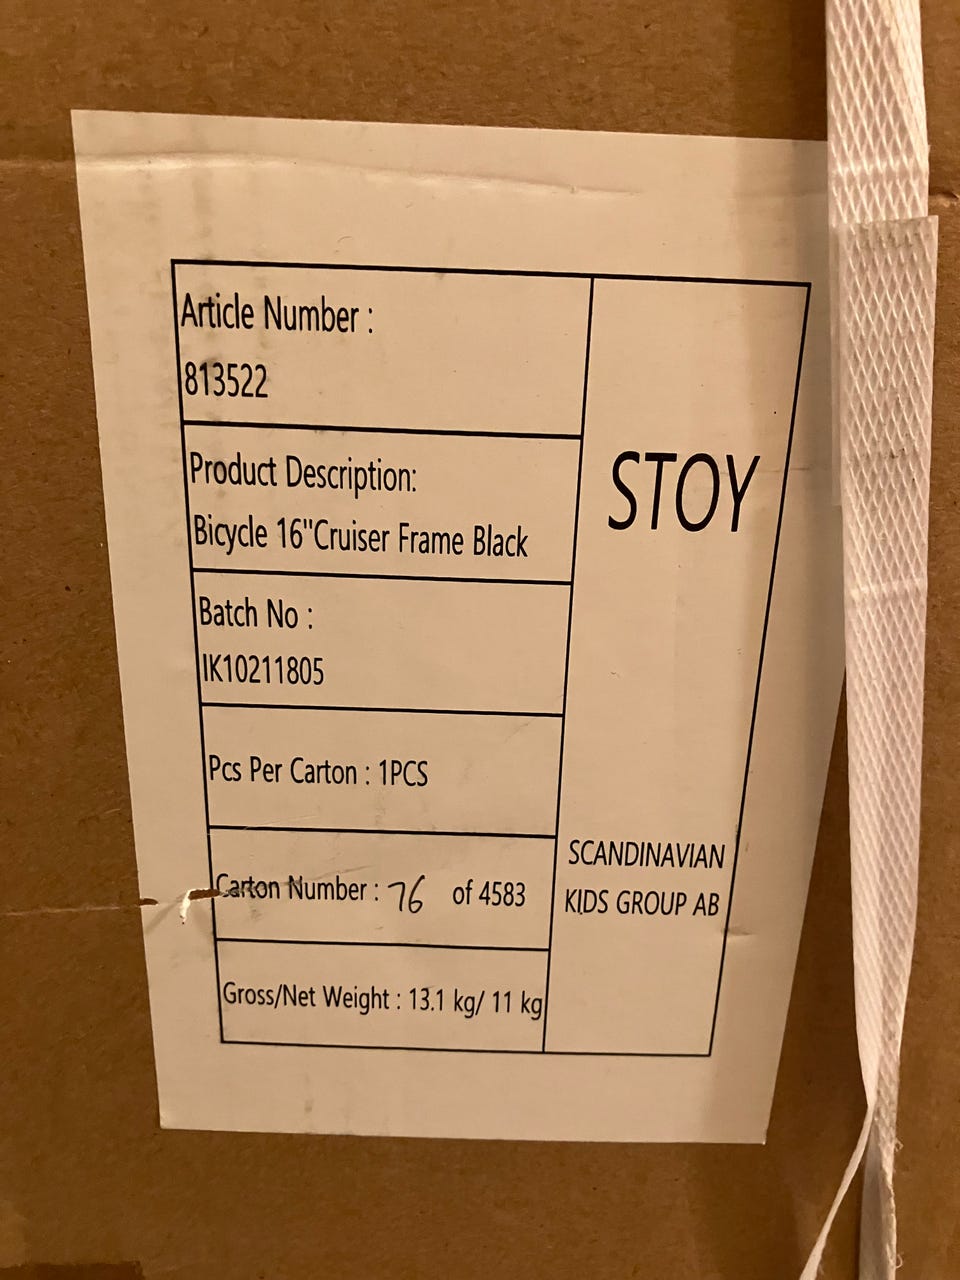 Article Number :
813522
Product Description:
Bicycle 16"Cruiser Frame Black
Batch No :
IK10211805
Pcs Per Carton : 1PCS
Carton Number : 76 of 4583
Gross/Net Weight : 13.1 kg/ 11 kg
STOY
SCANDINAVIAN
KIDS GROUP AB